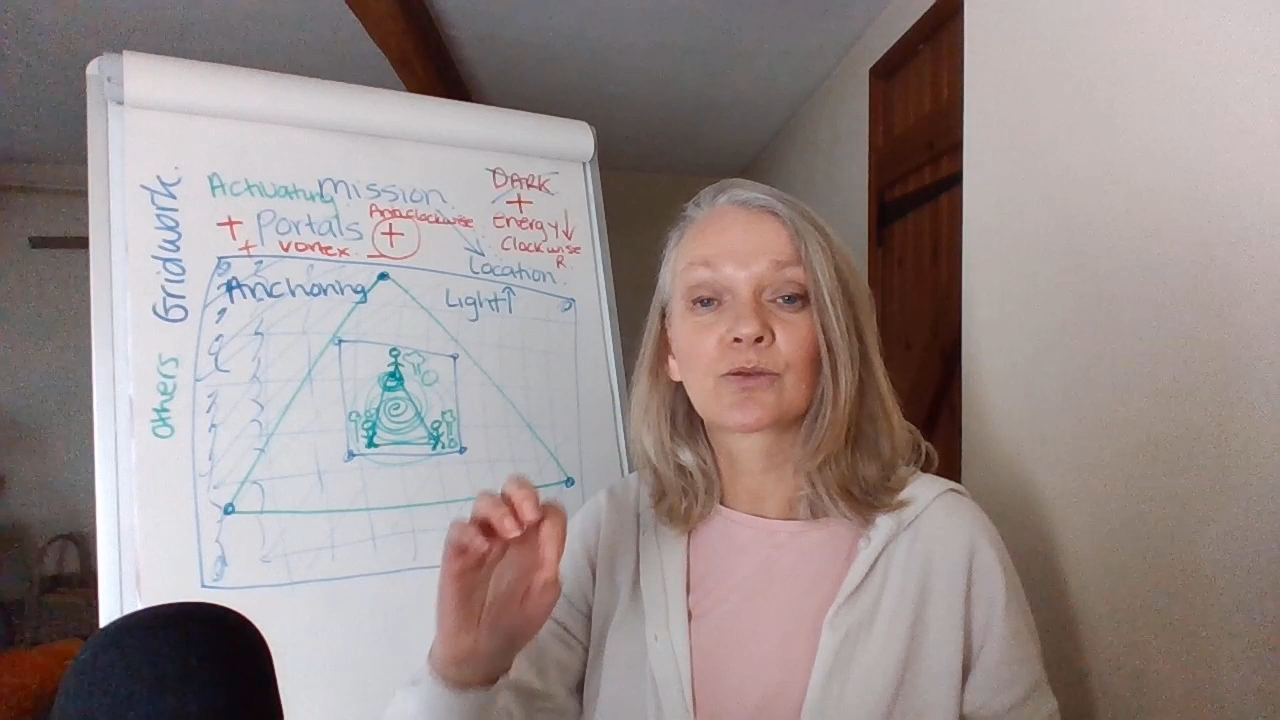 Gridwork.
Others
Activating Mission
+ Portals
+ vortex
Anticlockwise
+
DARK
+
Energy ↓
Clockwise
R
Location
Anchoring
Light ↑